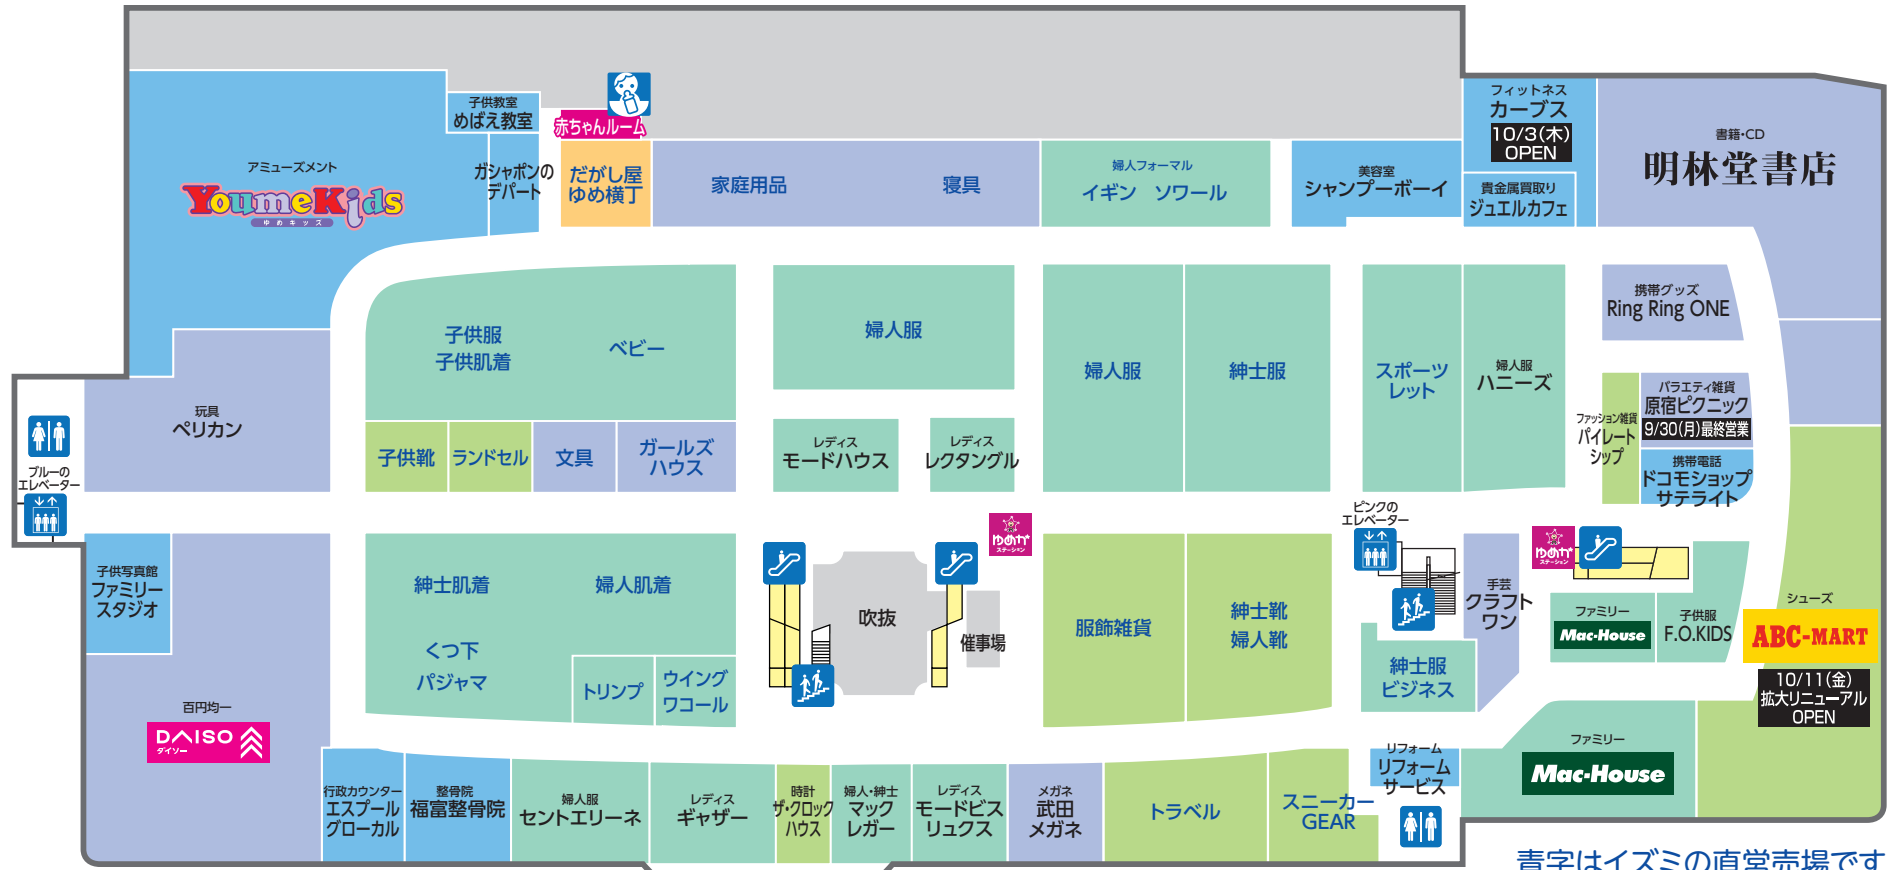 子供教室
めばえ教室
赤ちゃんルーム
アミューズメント
YoumeKids
ゆめキッズ
ガシャポンの
デパート
だがし屋
ゆめ横丁
家庭用品
寝具
婦人フォーマル
イギン ソワール
美容室
シャンプーボーイ
フィットネス
カーブス
10/3(木)
OPEN
貴金属買取り
ジュエルカフェ
書籍・CD
明林堂書店
子供服
子供肌着
ベビー
婦人服
婦人服
紳士服
スポーツ
レット
婦人服
ハニーズ
携帯グッズ
Ring Ring ONE
ファッション雑貨
パイレート
シップ
バラエティ雑貨
原宿ピクニック
9/30(月)最終営業
携帯電話
ドコモショップ
サテライト
玩具
ペリカン
子供靴
ランドセル
文具
ガールズ
ハウス
レディス
モードハウス
レディス
レクタングル
ブルーの
エレベーター
ピンクの
エレベーター
ゆめか
ステーション
ゆめか
ステーション
子供写真館
ファミリー
スタジオ
紳士肌着
婦人肌着
くつ下
パジャマ
トリンプ
ウイング
ワコール
吹抜
催事場
服飾雑貨
紳士靴
婦人靴
紳士服
ビジネス
手芸
クラフト
ワン
ファミリー
Mac-House
子供服
F.O.KIDS
シューズ
ABC-MART
10/11(金)
拡大リニューアル
OPEN
百円均一
DAISO
ダイソー
行政カウンター
エスプール
グローカル
整骨院
福富整骨院
婦人服
セントエリーネ
レディス
ギャザー
時計
ザ・クロック
ハウス
婦人・紳士
マック
レガー
レディス
モードビス
リュクス
メガネ
武田
メガネ
トラベル
スニーカー
GEAR
リフォーム
リフォーム
サービス
ファミリー
Mac-House
青字はイズミの直営売場です